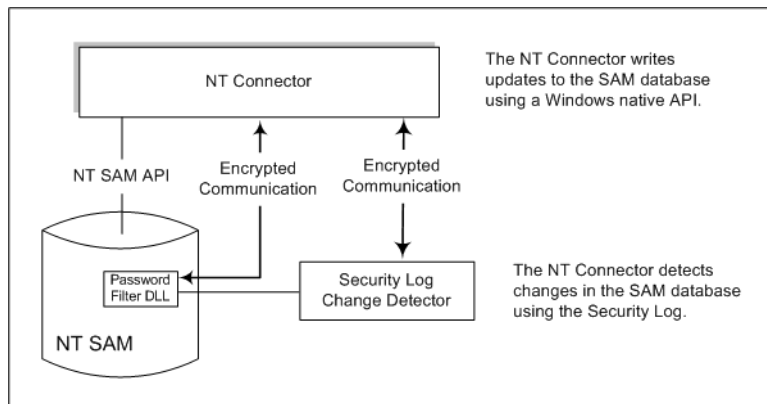 NT Connector
The NT Connector writes
updates to the SAM database
using a Windows native API.
NT SAM API
Encrypted
Communication
Encrypted
Communication
Password
Filter DLL
NT SAM
Security Log
Change Detector
The NT Connector detects
changes in the SAM database
using the Security Log.